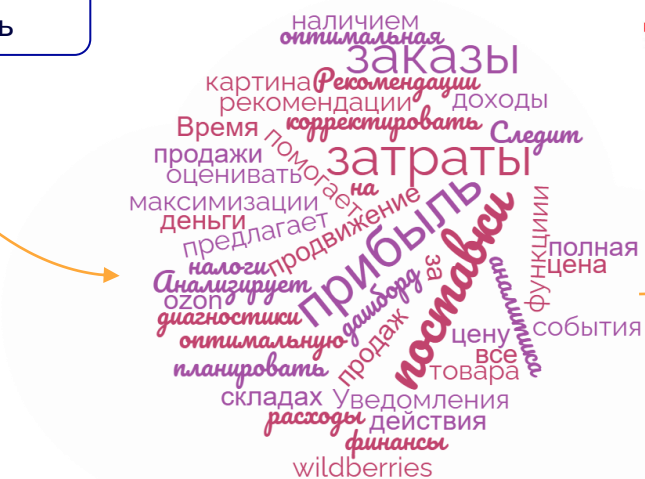 ь
наличием
оптимальная
заказы
картина
Рекомендации
рекомендации
доходы
Время
корректировать
Следит
продажи
помогает
затраты
оценивать
на
максимизации
деньги
предлагает
продвижение
прибыль
поставки
функциии
полная
налоги
за
цена
Анализирует
дашборд
аналитика
ozon
диагностики
продаж
события
оптимальную
цену
все
планировать
товара
складах
Уведомления
расходы
действия
финансы
wildberries